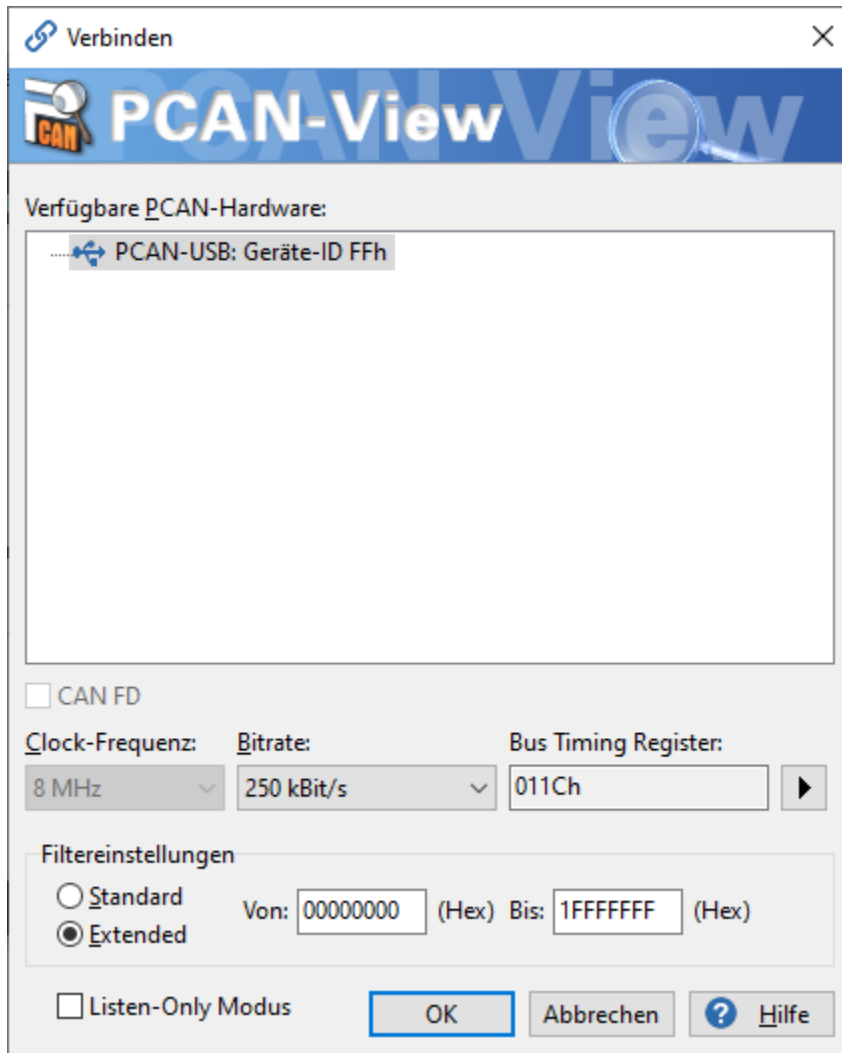 Verbinden
PCAN-View
Verfügbare PCAN-Hardware:
PCAN-USB: Geräte-ID FFh
CAN FD
Clock-Frequenz: Bitrate: Bus Timing Register:
8 MHz 250 kBit/s 011Ch
Filtereinstellungen
Standard
Extended
Von: 00000000 (Hex) Bis: 1FFFFFFF (Hex)
Listen-Only Modus OK Abbrechen Hilfe